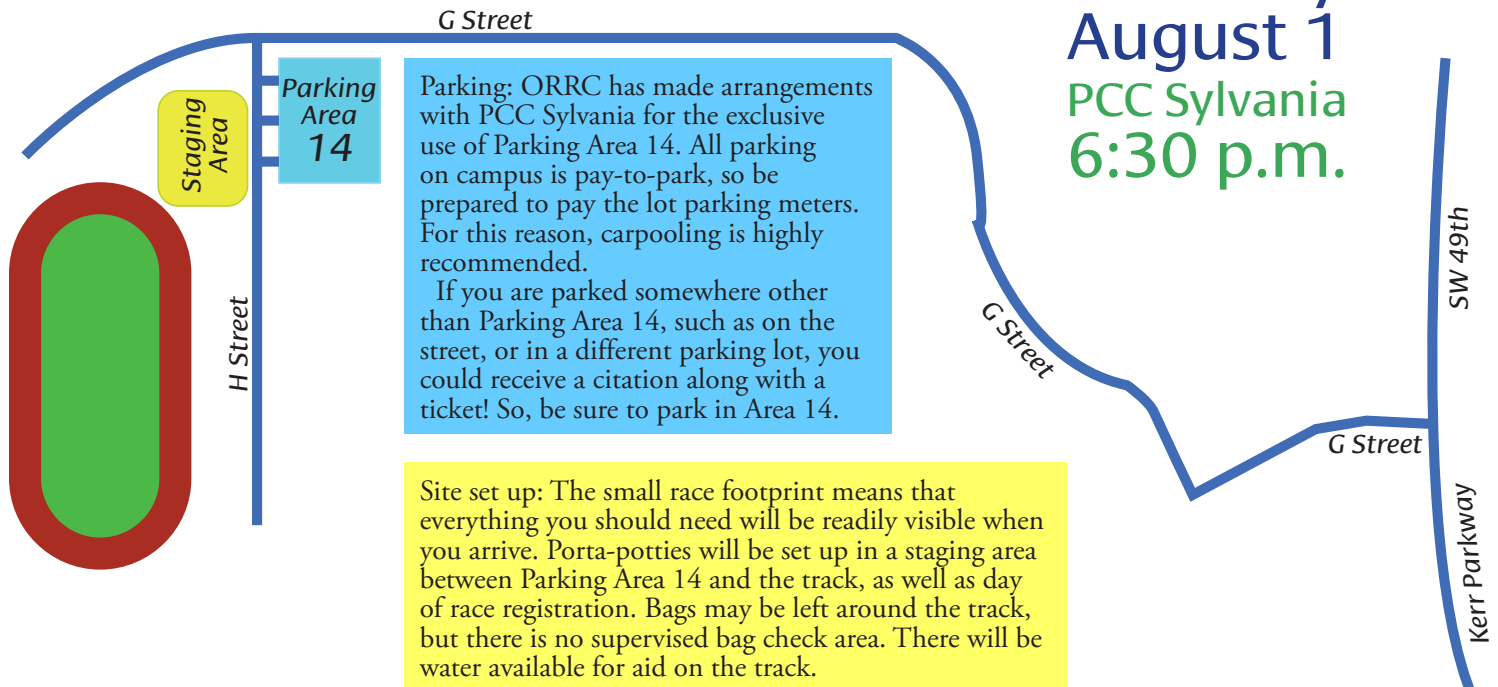 G Street
August 1
PCC Sylvania
6:30 p.m.
Parking
Area
14
Staging
Area
Parking: ORRC has made arrangements
with PCC Sylvania for the exclusive
use of Parking Area 14. All parking
on campus is pay-to-park, so be
prepared to pay the lot parking meters.
For this reason, carpooling is highly
recommended.
If you are parked somewhere other
than Parking Area 14, such as on the
street, or in a different parking lot, you
could receive a citation along with a
ticket! So, be sure to park in Area 14.
H Street
G Street
SW 49th
G Street
Kerr Parkway
Site set up: The small race footprint means that
everything you should need will be readily visible when
you arrive. Porta-potties will be set up in a staging area
between Parking Area 14 and the track, as well as day
of race registration. Bags may be left around the track,
but there is no supervised bag check area. There will be
water available for aid on the track.